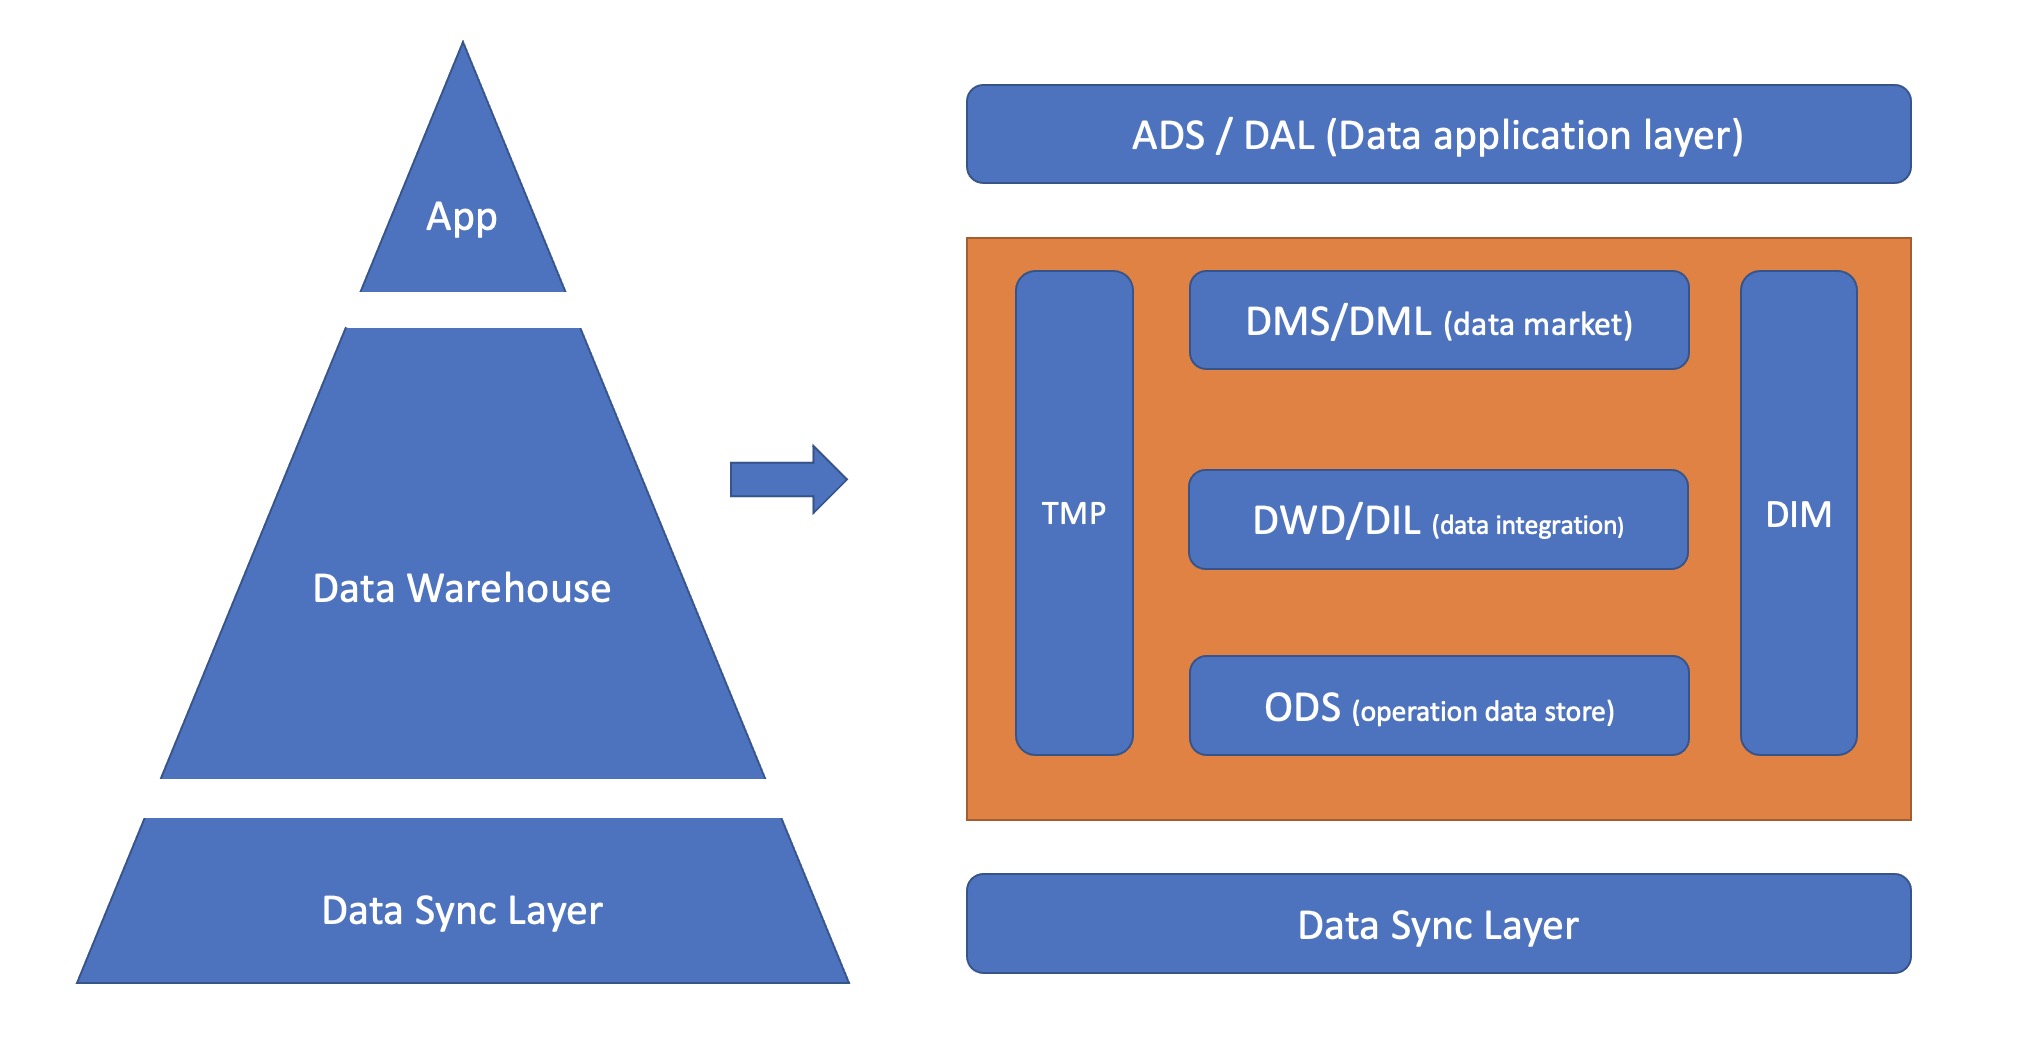 App
Data Warehouse
Data Sync Layer
ADS / DAL (Data application layer)
TMP
DMS/DML (data market)
DWD/DIL (data integration)
ODS (operation data store)
DIM
Data Sync Layer